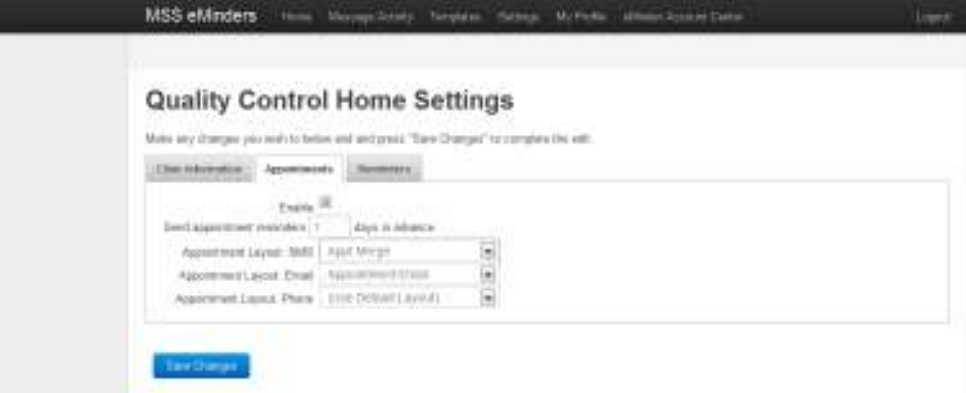 MSS eMinders Home Message Activity Templates Settings My Profile eMinders Account Center Logout
Quality Control Home Settings
Make any changes you wish to below and and press "Save Changes" to complete the edit.
Clinic Information Appointments Reminders
Enable
Send appointment reminders 1 days in advance
Appointment Layout: SMS Appt Merge
Appointment Layout: Email Appointment Email
Appointment Layout: Phone (Use Default Layout)
Save Changes